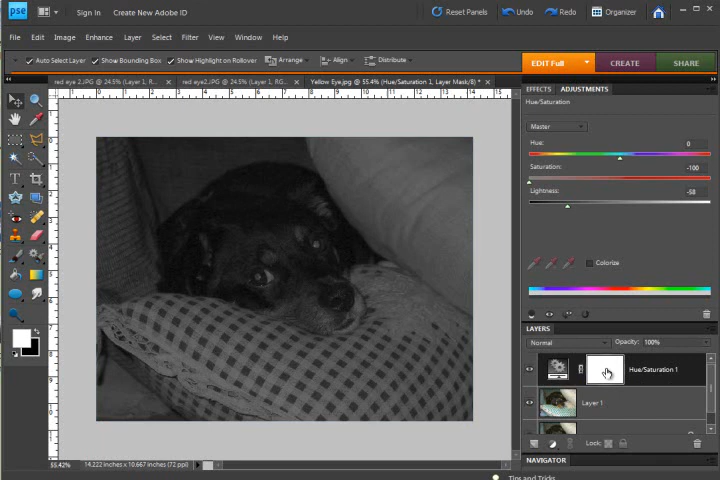 pse Sign In Create New Adobe ID Reset Panels Undo Redo Organizer
File Edit Image Enhance Layer Select Filter View Window Help EDIT Full CREATE SHARE
Auto Select Layer Show Bounding Box Show Highlight on Rollover Arrange Align Distribute
red eye 2.JPG @ 24.5% (Layer 1, R... red eye2.JPG @ 24.5% (Layer 1, RG... Yellow Eye.jpg @ 55.4% (Hue/Saturation 1, Layer Mask/8) *
EFFECTS ADJUSTMENTS
Hue/Saturation
Master
Hue: 0
Saturation: -100
Lightness: -58
Colorize
LAYERS
Normal Opacity: 100%
Hue/Saturation 1
Layer 1
Lock:
55.42% 14.222 inches x 10.667 inches (72 ppi)
NAVIGATOR
Tips and Tricks